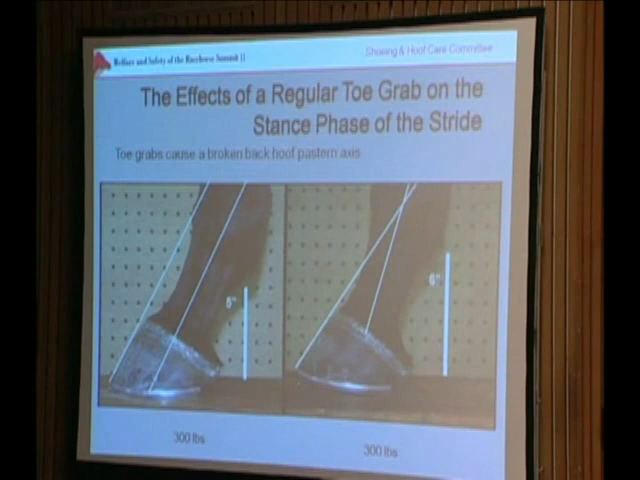 Welfare and Safety of the Racehorse Summit II
Shoeing & Hoof Care Committee
The Effects of a Regular Toe Grab on the
Stance Phase of the Stride
Toe grabs cause a broken back hoof pastern axis
6"
300 lbs
300 lbs